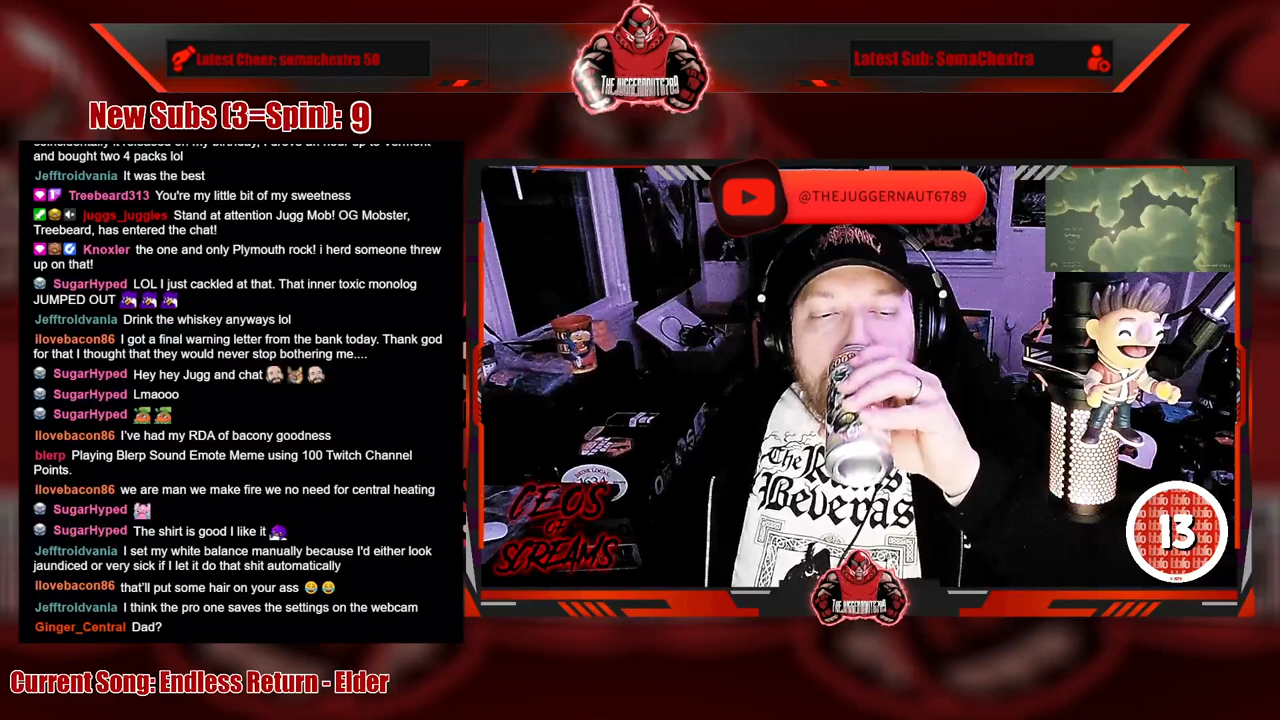 Latest Cheer: somachextra 50
THEJUGGERNAUT6789
Latest Sub: SomaChextra
New Subs (3=Spin): 9
and bought two 4 packs lol
Jefftroidvania It was the best
Treebeard313 You're my little bit of my sweetness
juggs_juggles Stand at attention Jugg Mob! OG Mobster,
Treebeard, has entered the chat!
Knoxler the one and only Plymouth rock! i herd someone threw
up on that!
SugarHyped LOL I just cackled at that. That inner toxic monolog
JUMPED OUT
Jefftroidvania Drink the whiskey anyways lol
Ilovebacon86 I got a final warning letter from the bank today. Thank god
for that I thought that they would never stop bothering me....
SugarHyped Hey hey Jugg and chat
SugarHyped Lmaooo
SugarHyped
Ilovebacon86 I've had my RDA of bacony goodness
blerp Playing Blerp Sound Emote Meme using 100 Twitch Channel
Points.
Ilovebacon86 we are man we make fire we no need for central heating
SugarHyped
SugarHyped The shirt is good I like it
Jefftroidvania I set my white balance manually because I'd either look
jaundiced or very sick if I let it do that shit automatically
Ilovebacon86 that'll put some hair on your ass
Jefftroidvania I think the pro one saves the settings on the webcam
Ginger_Central Dad?
@THEJUGGERNAUT6789
The
CEOS
OF
SCREAMS
13
THEJUGGERNAUT6789
Current Song: Endless Return - Elder